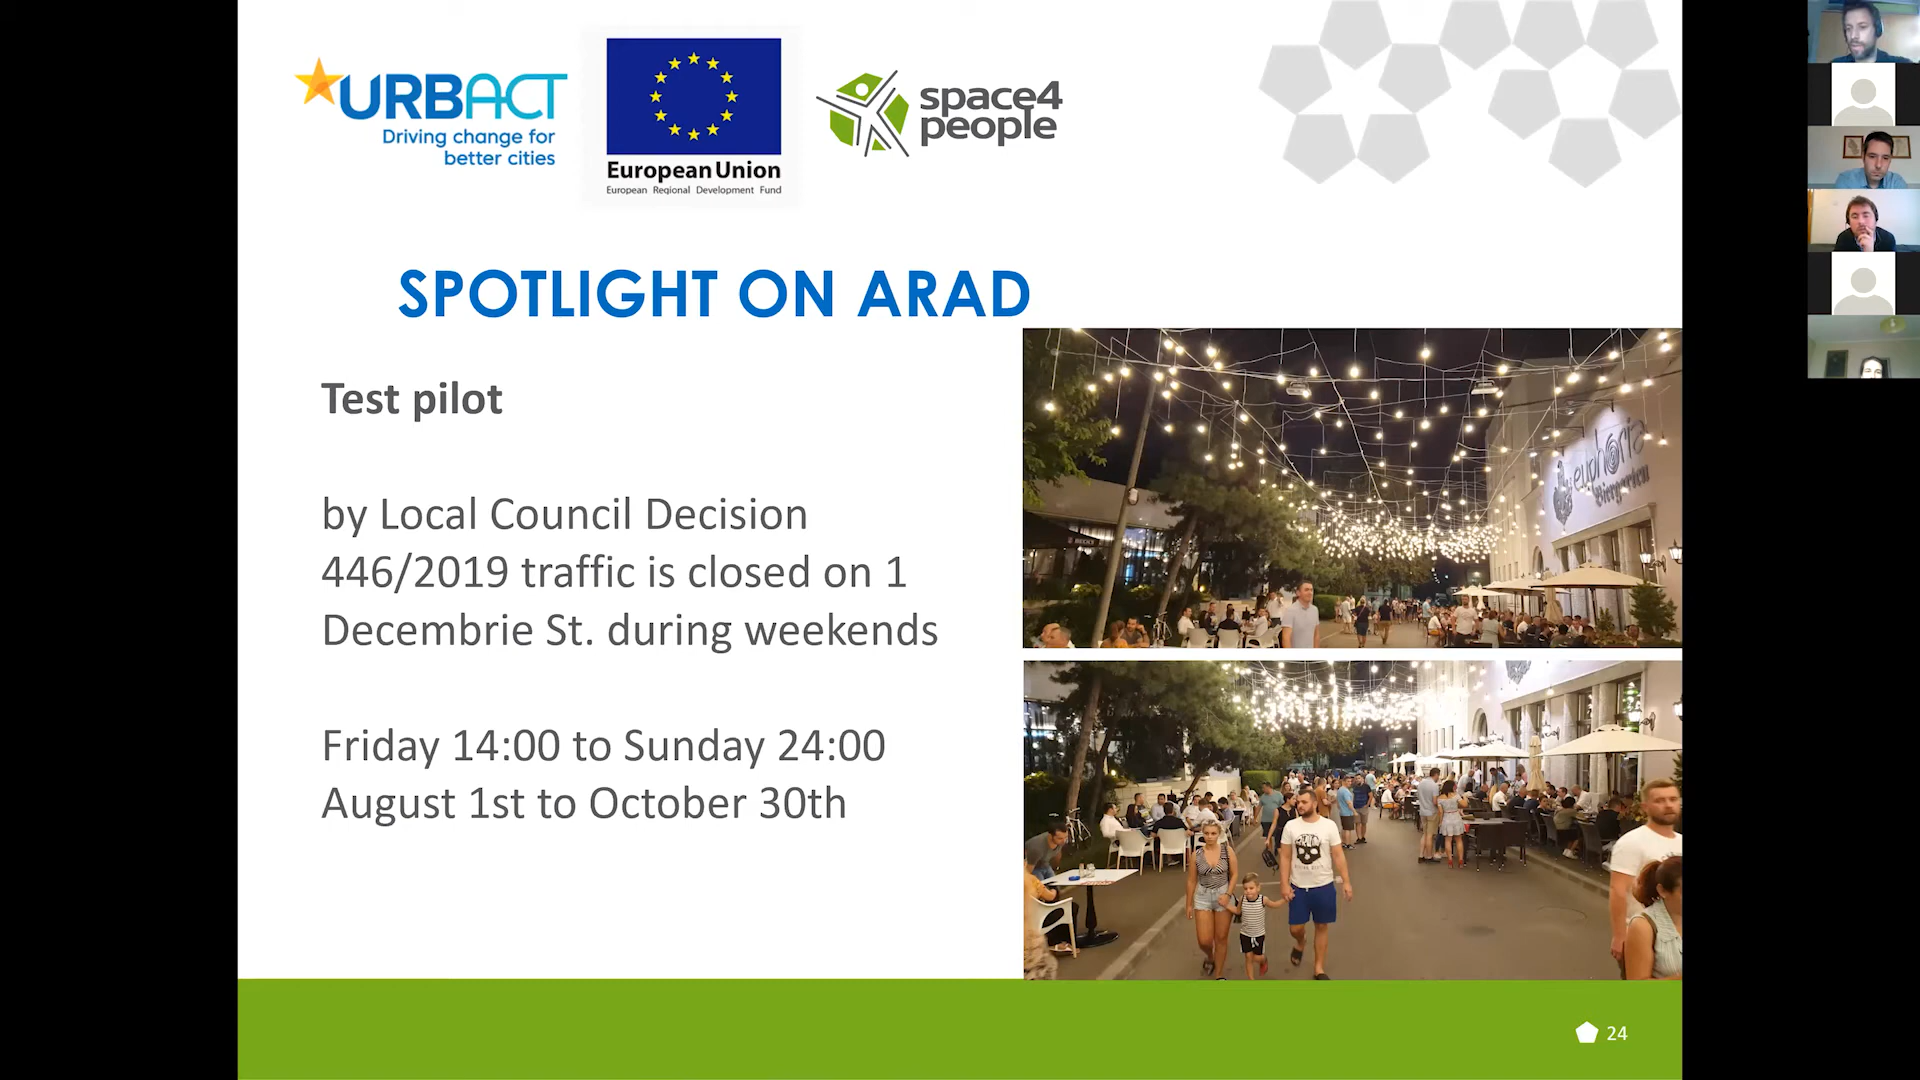 URBACT
Driving change for
better cities
European Union
European Regional Development Fund
space4
people
SPOTLIGHT ON ARAD
Test pilot
by Local Council Decision
446/2019 traffic is closed on 1
Decembrie St. during weekends
Friday 14:00 to Sunday 24:00
August 1st to October 30th
euphoria
Biergarten
24